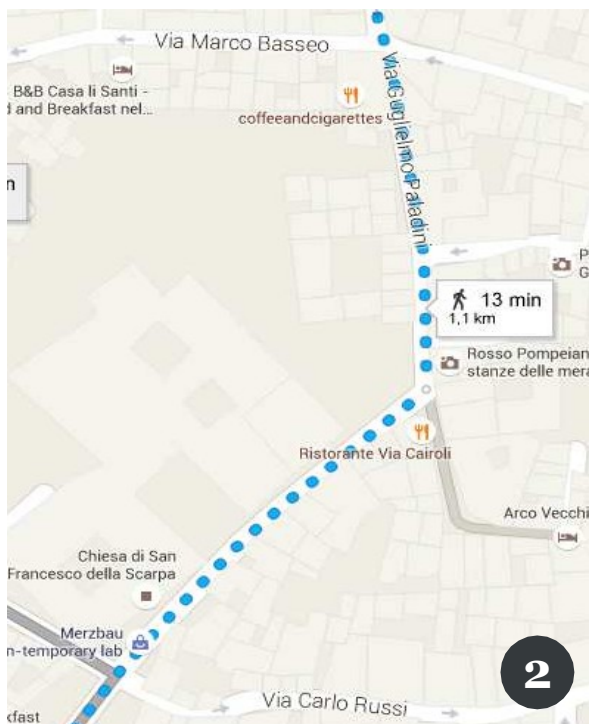 Via Marco Basseo
B&B Casa li Santi -
and Breakfast nel...
coffeeandcigarettes
Via Guglielmo Paladini
n
P
G
13 min
1,1 km
Rosso Pompeian
stanze delle mera
Ristorante Via Cairoli
Arco Vecchi
Chiesa di San
Francesco della Scarpa
Merzbau
n-temporary lab
kfast
Via Carlo Russi
2